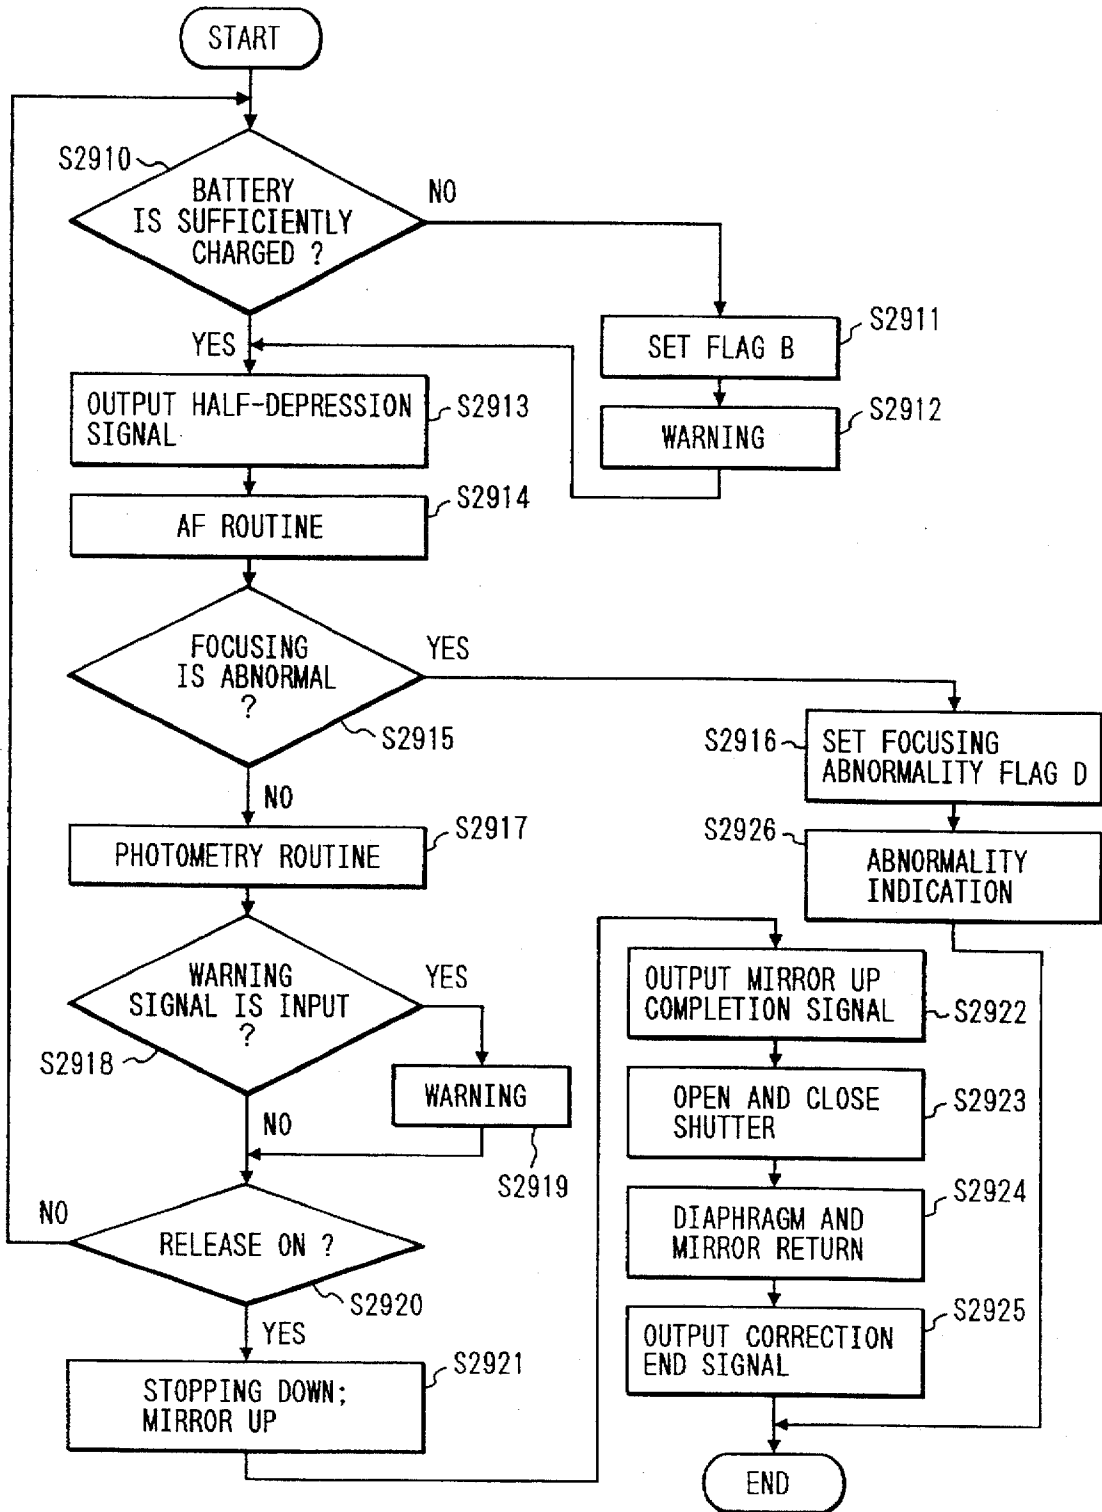 START
S2910
BATTERY
IS SUFFICIENTLY
CHARGED ?
NO
YES
SET FLAG B
S2911
WARNING
S2912
OUTPUT HALF-DEPRESSION
SIGNAL
S2913
AF ROUTINE
S2914
FOCUSING
IS ABNORMAL
?
YES
S2915
NO
S2916
SET FOCUSING
ABNORMALITY FLAG D
S2926
ABNORMALITY
INDICATION
PHOTOMETRY ROUTINE
S2917
WARNING
SIGNAL IS INPUT
?
YES
S2918
NO
WARNING
S2919
RELEASE ON ?
NO
S2920
YES
STOPPING DOWN;
MIRROR UP
S2921
OUTPUT MIRROR UP
COMPLETION SIGNAL
S2922
OPEN AND CLOSE
SHUTTER
S2923
DIAPHRAGM AND
MIRROR RETURN
S2924
OUTPUT CORRECTION
END SIGNAL
S2925
END